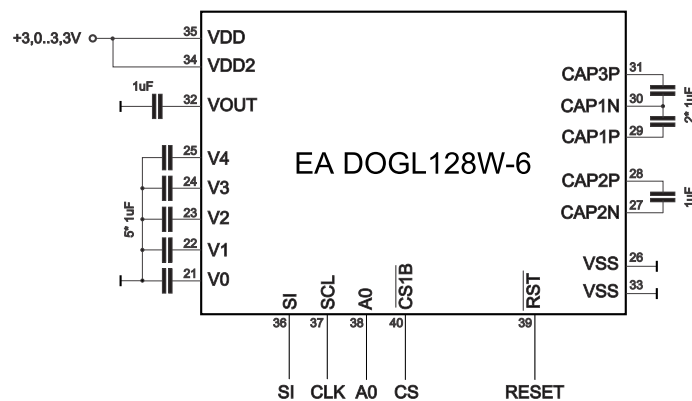 +3,0..3,3V
35 VDD
34 VDD2
1uF
32 VOUT
25 V4
24 V3
23 V2
22 V1
21 V0
5* 1uF
EA DOGL128W-6
CAP3P 31
CAP1N 30
CAP1P 29
2* 1uF
CAP2P 28
CAP2N 27
1uF
VSS 26
VSS 33
SI SCL A0 CS1B RST
36 37 38 40 39
SI CLK A0 CS RESET